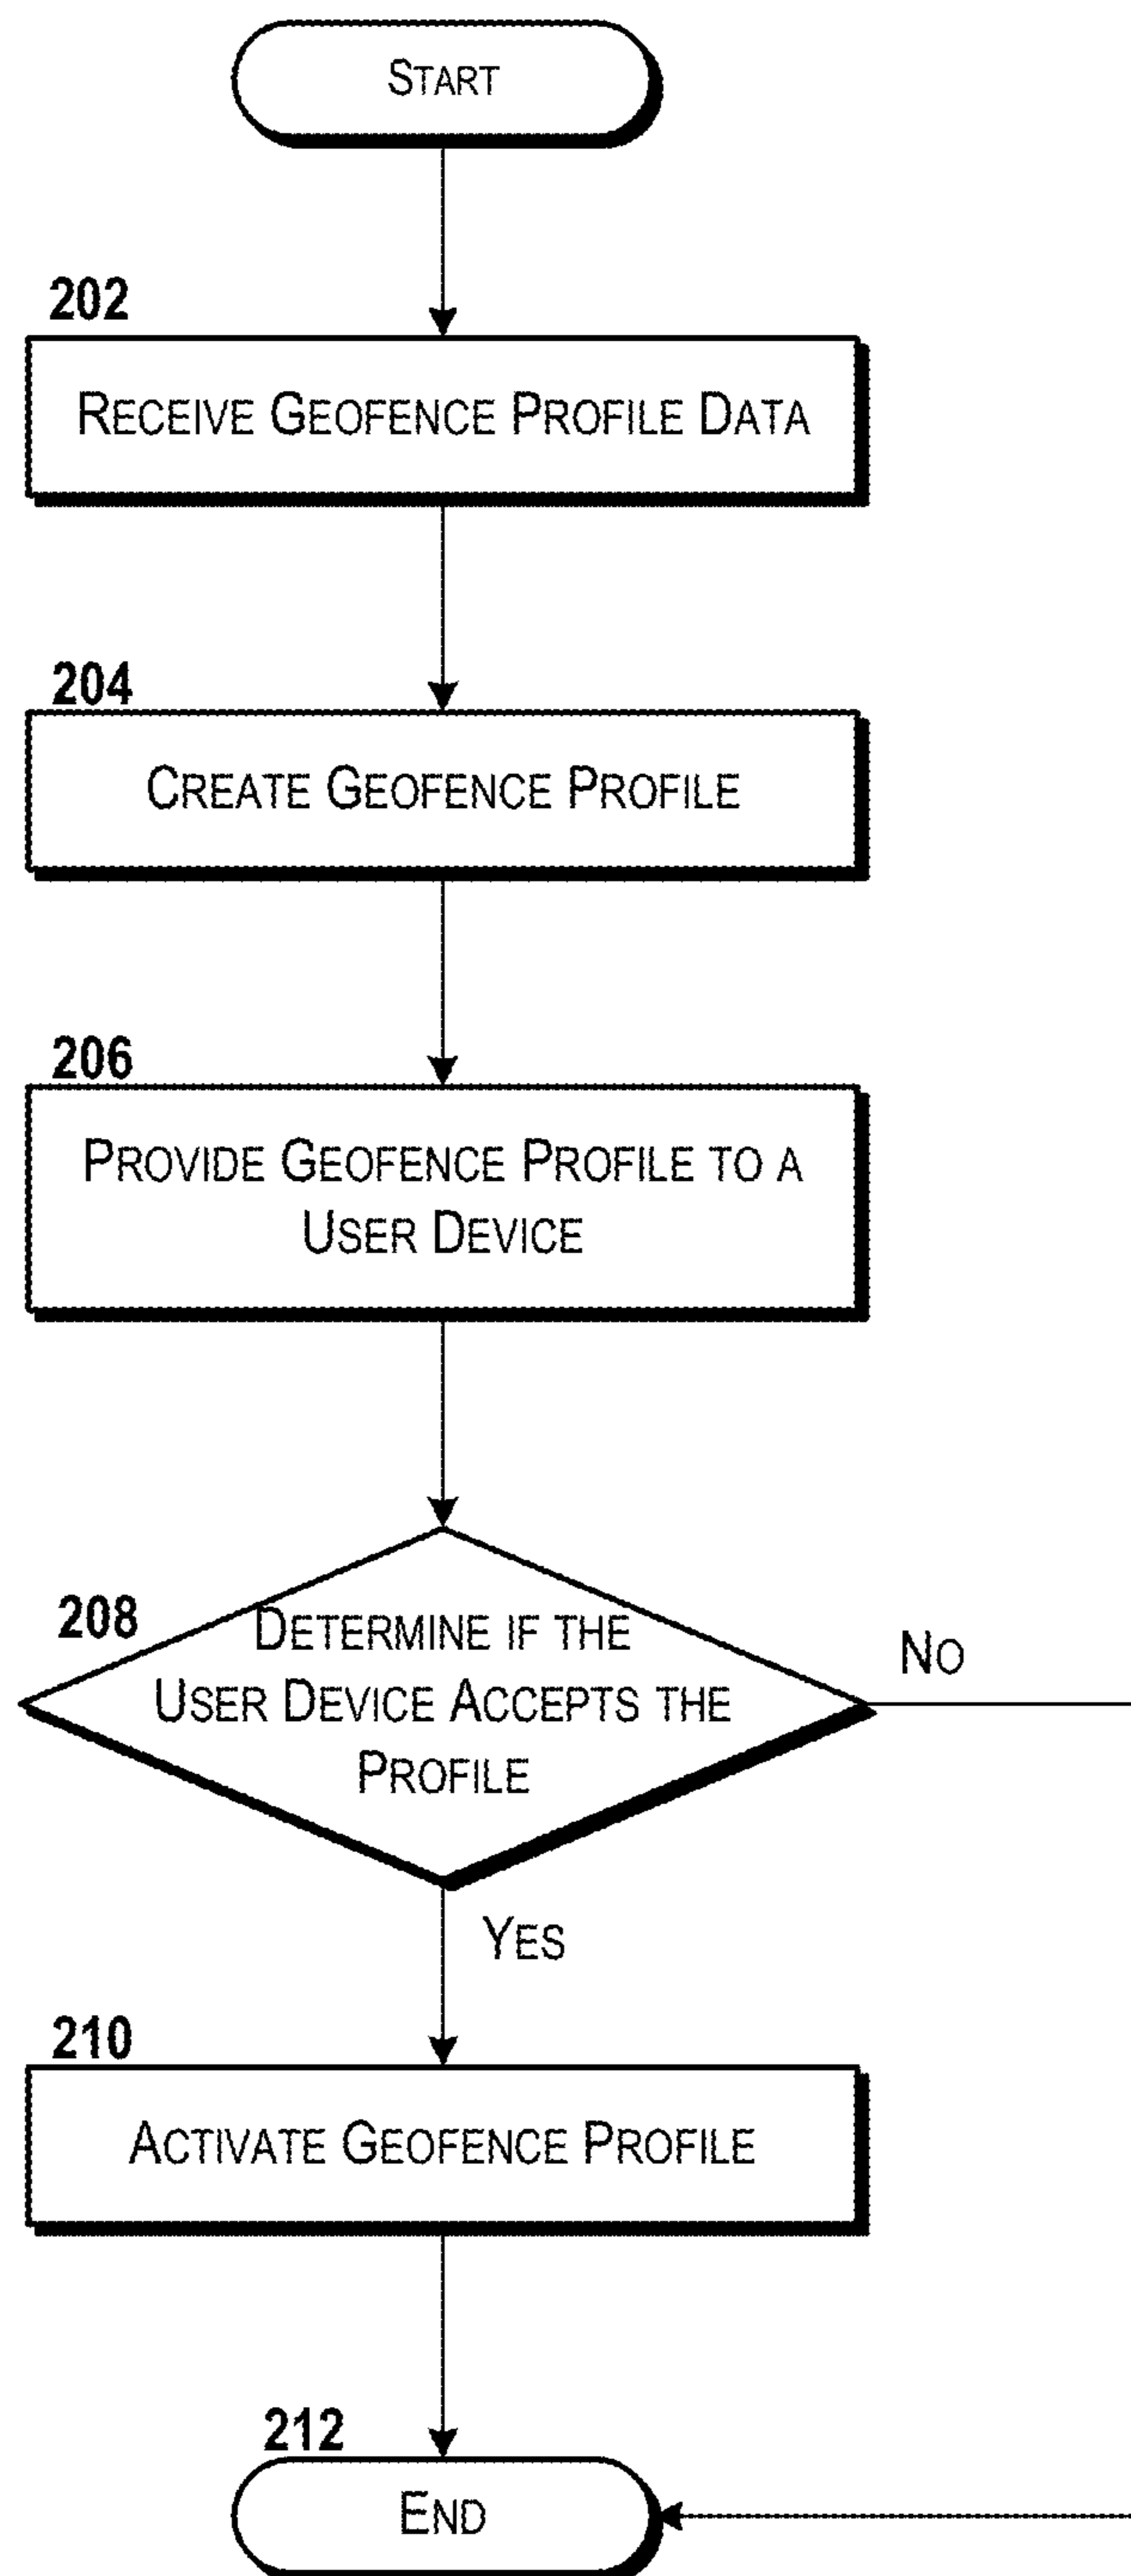 START
202
RECEIVE GEOFENCE PROFILE DATA
204
CREATE GEOFENCE PROFILE
206
PROVIDE GEOFENCE PROFILE TO A
USER DEVICE
208
DETERMINE IF THE
USER DEVICE ACCEPTS THE
PROFILE
NO
YES
210
ACTIVATE GEOFENCE PROFILE
212
END